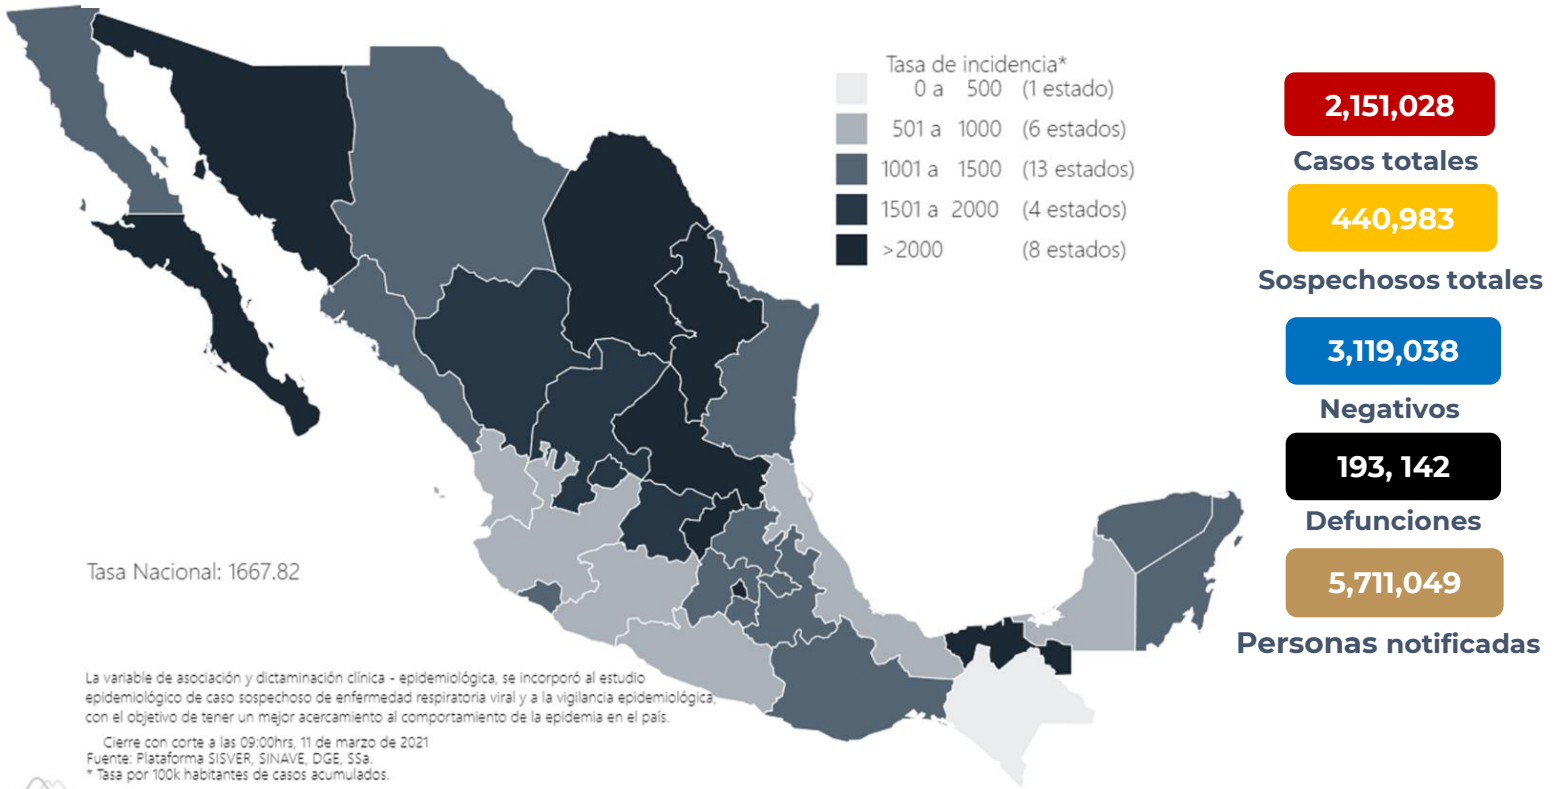 Tasa de incidencia*
0 a 500 (1 estado)
501 a 1000 (6 estados)
1001 a 1500 (13 estados)
1501 a 2000 (4 estados)
>2000 (8 estados)
Tasa Nacional: 1667.82
La variable de asociación y dictaminación clínica - epidemiológica, se incorporó al estudio
epidemiológico de caso sospechoso de enfermedad respiratoria viral y a la vigilancia epidemiológica,
con el objetivo de tener un mejor acercamiento al comportamiento de la epidemia en el país.
Cierre con corte a las 09:00hrs, 11 de marzo de 2021
Fuente: Plataforma SISVER, SINAVE, DGE, SSa.
* Tasa por 100k habitantes de casos acumulados.
2,151,028
Casos totales
440,983
Sospechosos totales
3,119,038
Negativos
193, 142
Defunciones
5,711,049
Personas notificadas